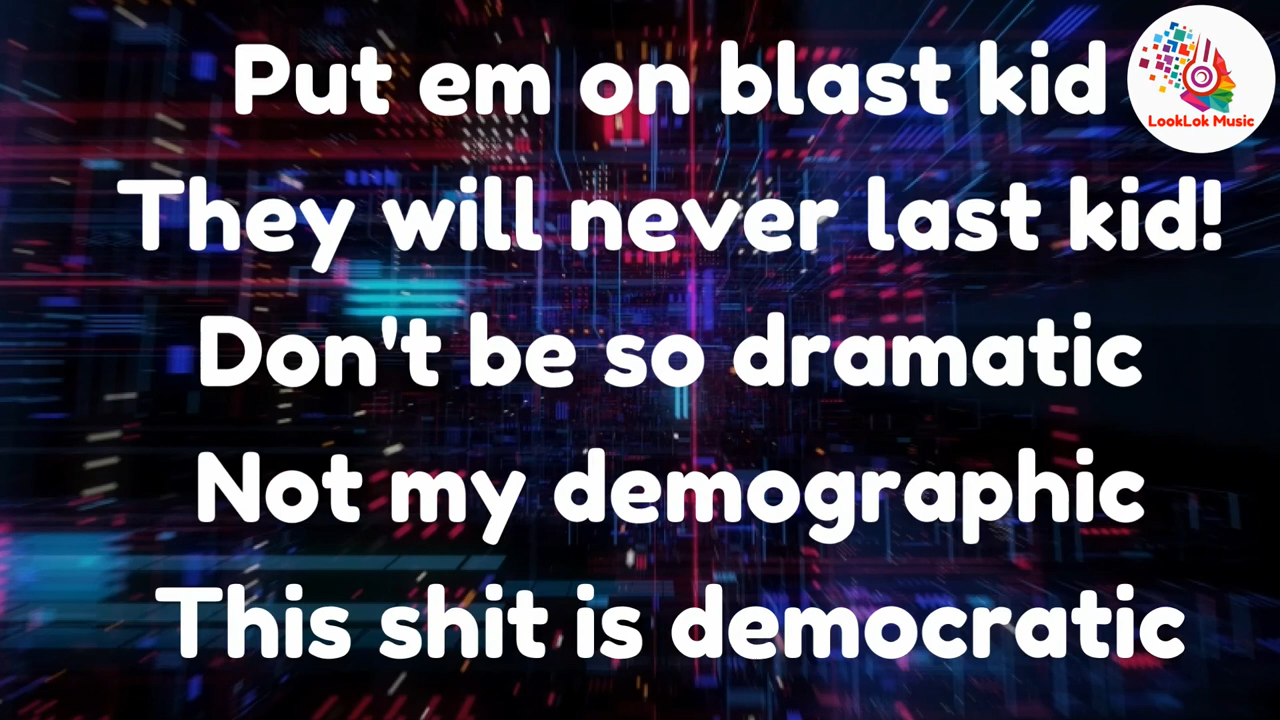 Put em on blast kid
They will never last kid!
Don't be so dramatic
Not my demographic
This shit is democratic
LookLok Music